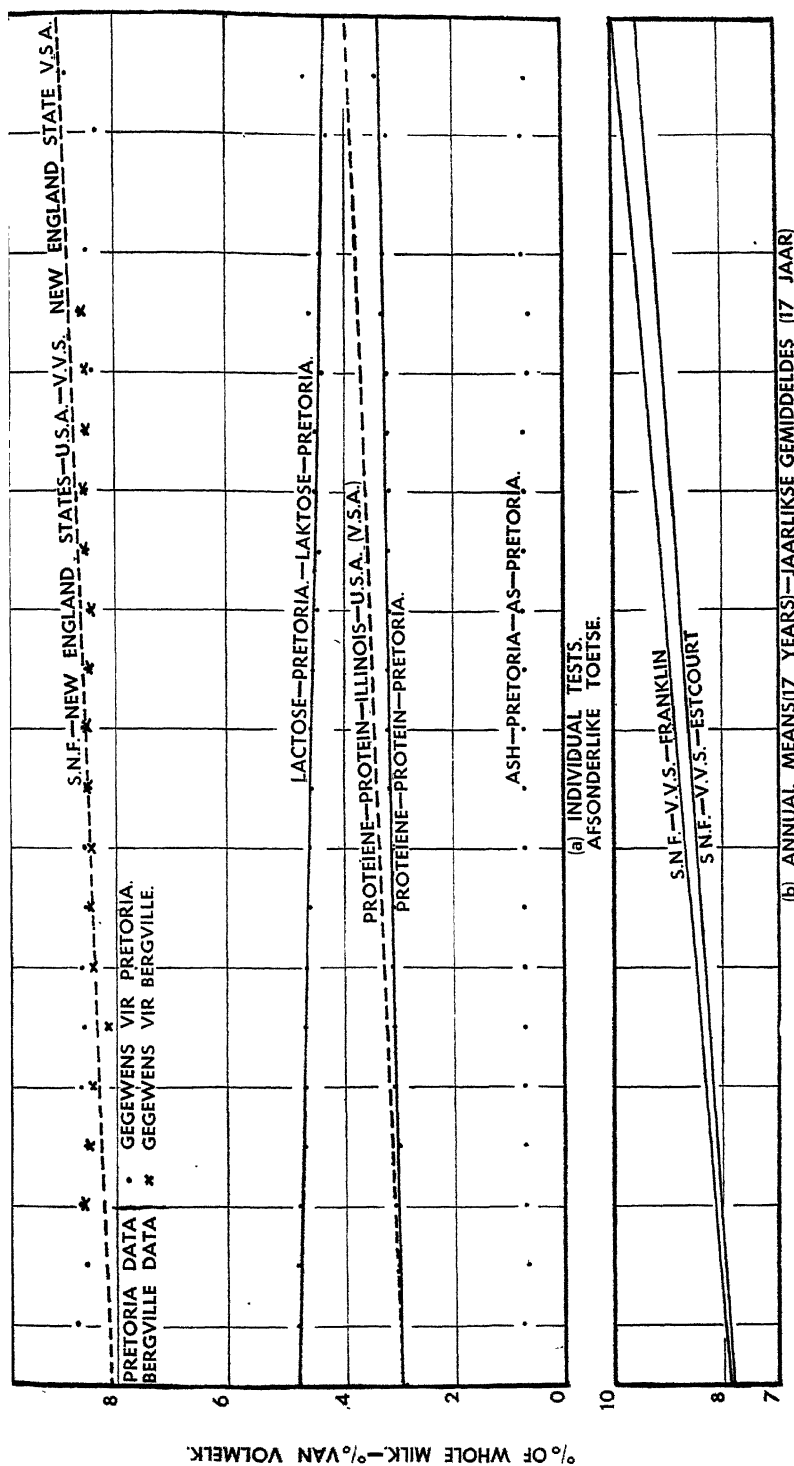 S.N.F.—NEW ENGLAND STATES—U.S.A.—V.V.S. NEW ENGLAND STATE V.S.A.
PRETORIA DATA } • GEGEWENS VIR PRETORIA.
BERGVILLE DATA } × GEGEWENS VIR BERGVILLE.
LACTOSE—PRETORIA.—LAKTOSE—PRETORIA.
PROTEIENE—PROTEIN—ILLINOIS—U.S.A. (V.S.A.)
PROTEIENE—PROTEIN—PRETORIA.
ASH—PRETORIA—AS—PRETORIA.
8
6
.4
2
0
(a) INDIVIDUAL TESTS.
AFSONDERLIKE TOETSE.
S.N F.—V.V.S.—FRANKLIN
S N.F.—V.V.S.—ESTCOURT
10
8
7
(b) ANNUAL MEANS(17 YEARS)—JAARLIKSE GEMIDDELDES (17 JAAR)
% OF WHOLE MILK.—% VAN VOLMELK.